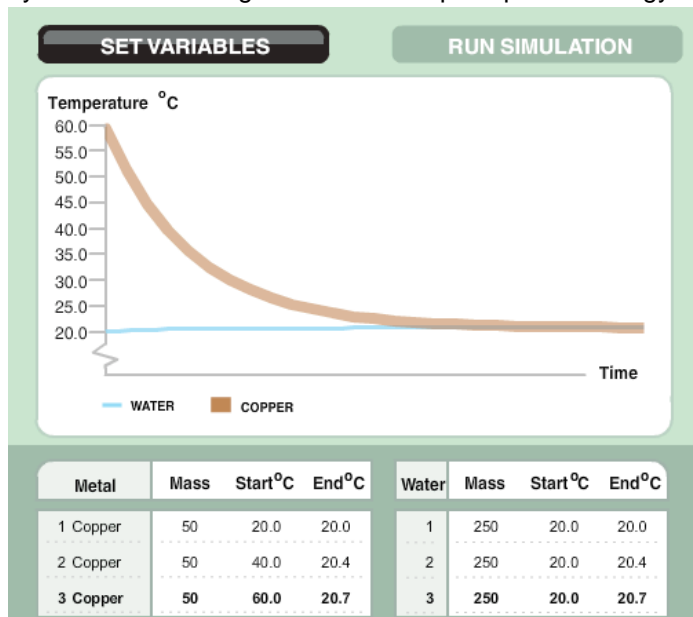 SET VARIABLES RUN SIMULATION
Temperature °C
60.0
55.0
50.0
45.0
40.0
35.0
30.0
25.0
20.0
Time
WATER COPPER
Metal Mass Start°C End°C Water Mass Start°C End°C
1 Copper 50 20.0 20.0 1 250 20.0 20.0
2 Copper 50 40.0 20.4 2 250 20.0 20.4
3 Copper 50 60.0 20.7 3 250 20.0 20.7